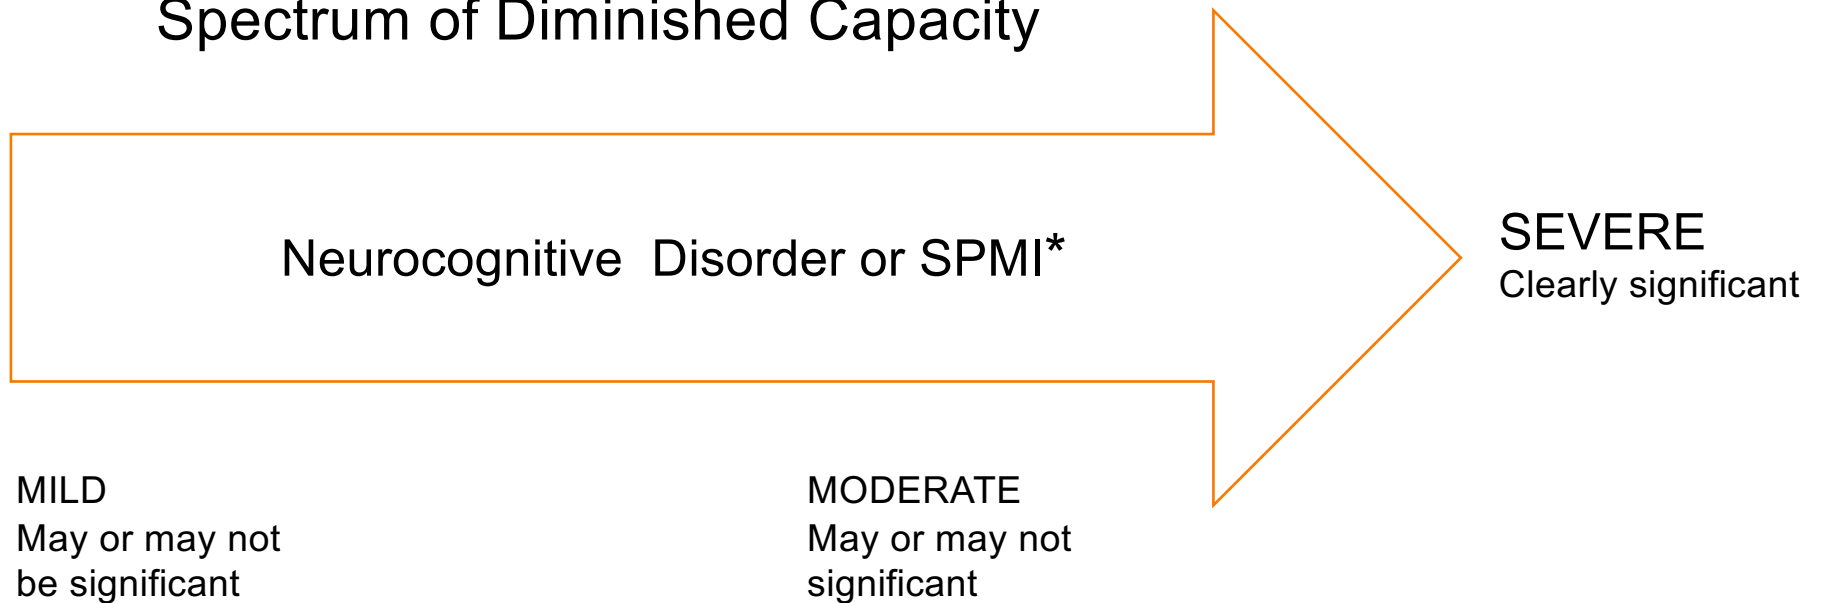 Spectrum of Diminished Capacity
Neurocognitive Disorder or SPMI*
SEVERE
Clearly significant
MILD
May or may not
be significant
MODERATE
May or may not
significant